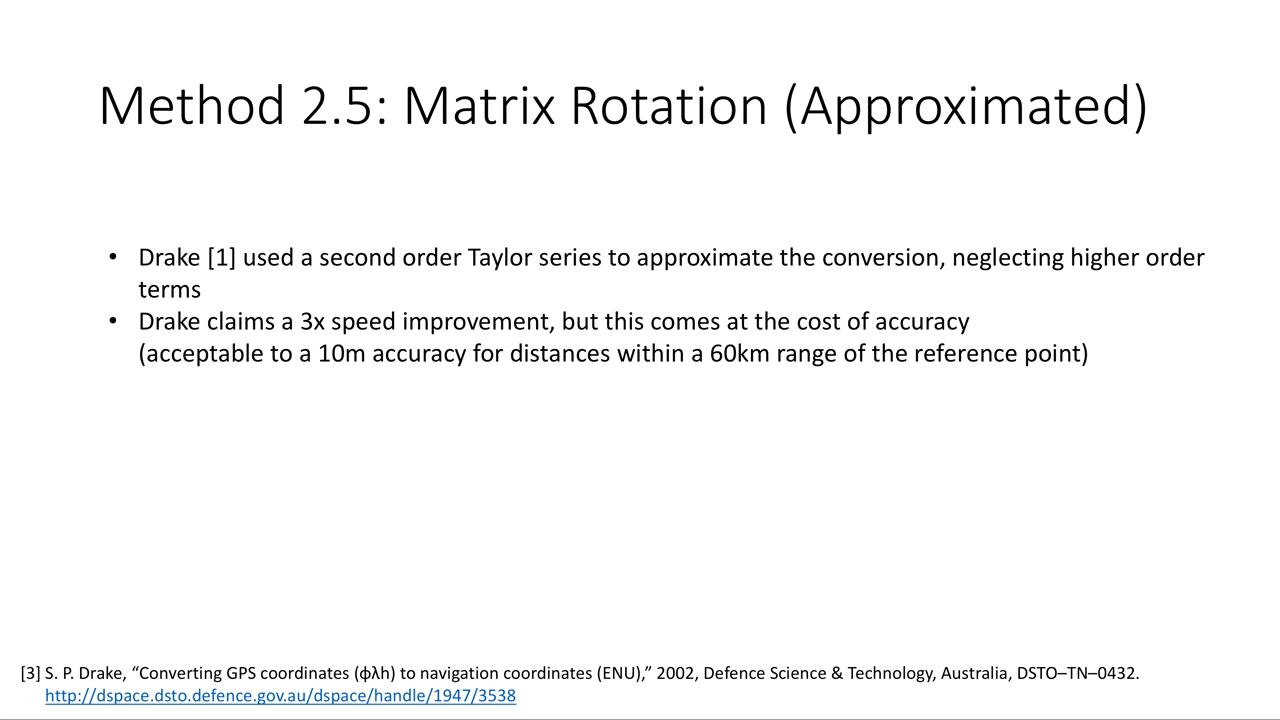 Method 2.5: Matrix Rotation (Approximated)
• Drake [1] used a second order Taylor series to approximate the conversion, neglecting higher order
terms
• Drake claims a 3x speed improvement, but this comes at the cost of accuracy
(acceptable to a 10m accuracy for distances within a 60km range of the reference point)
[3] S. P. Drake, “Converting GPS coordinates (φλh) to navigation coordinates (ENU),” 2002, Defence Science & Technology, Australia, DSTO–TN–0432.
http://dspace.dsto.defence.gov.au/dspace/handle/1947/3538